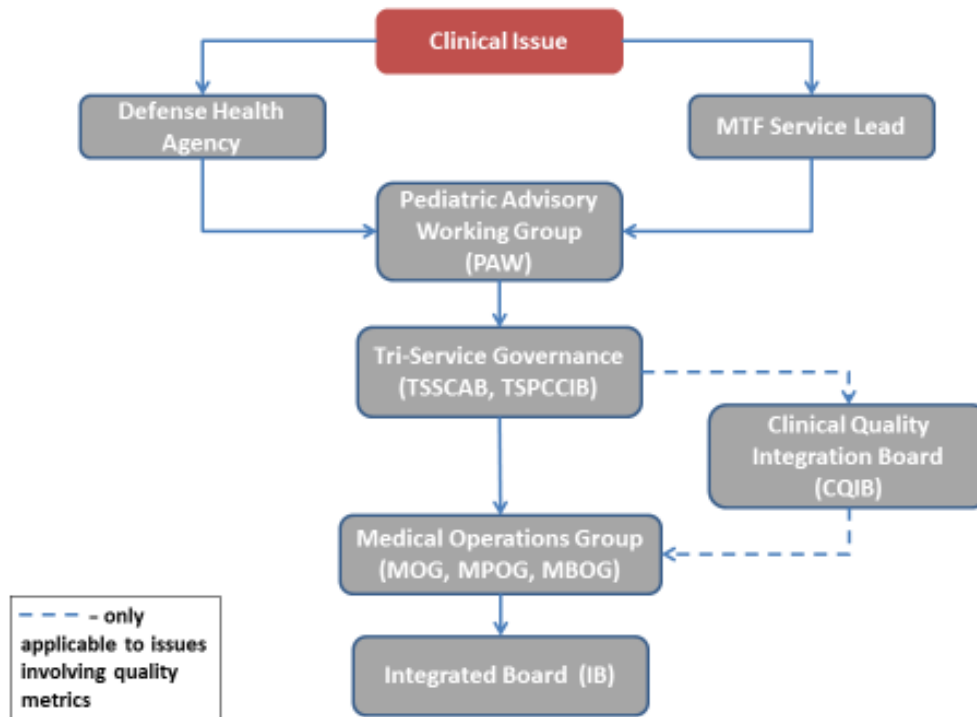 Clinical Issue
Defense Health
Agency
MTF Service Lead
Pediatric Advisory
Working Group
(PAW)
Tri-Service Governance
(TSSCAB, TSPCCIB)
Clinical Quality
Integration Board
(CQIB)
Medical Operations Group
(MOG, MPOG, MBOG)
– only
applicable to issues
involving quality
metrics
Integrated Board (IB)